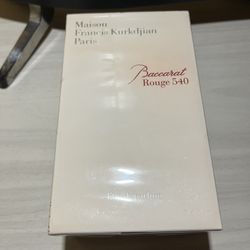 Maison
Francis Kurkdjian
Paris
Baccarat
Rouge 540